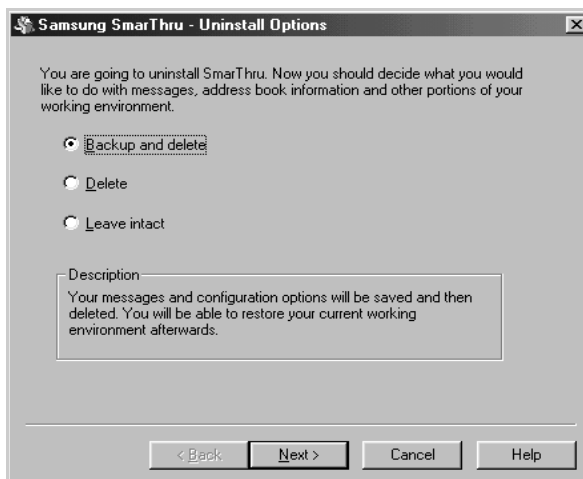 Samsung SmarThru - Uninstall Options
You are going to uninstall SmarThru. Now you should decide what you would
like to do with messages, address book information and other portions of your
working environment.
Backup and delete
Delete
Leave intact
Description
Your messages and configuration options will be saved and then
deleted. You will be able to restore your current working
environment afterwards.
< Back Next > Cancel Help